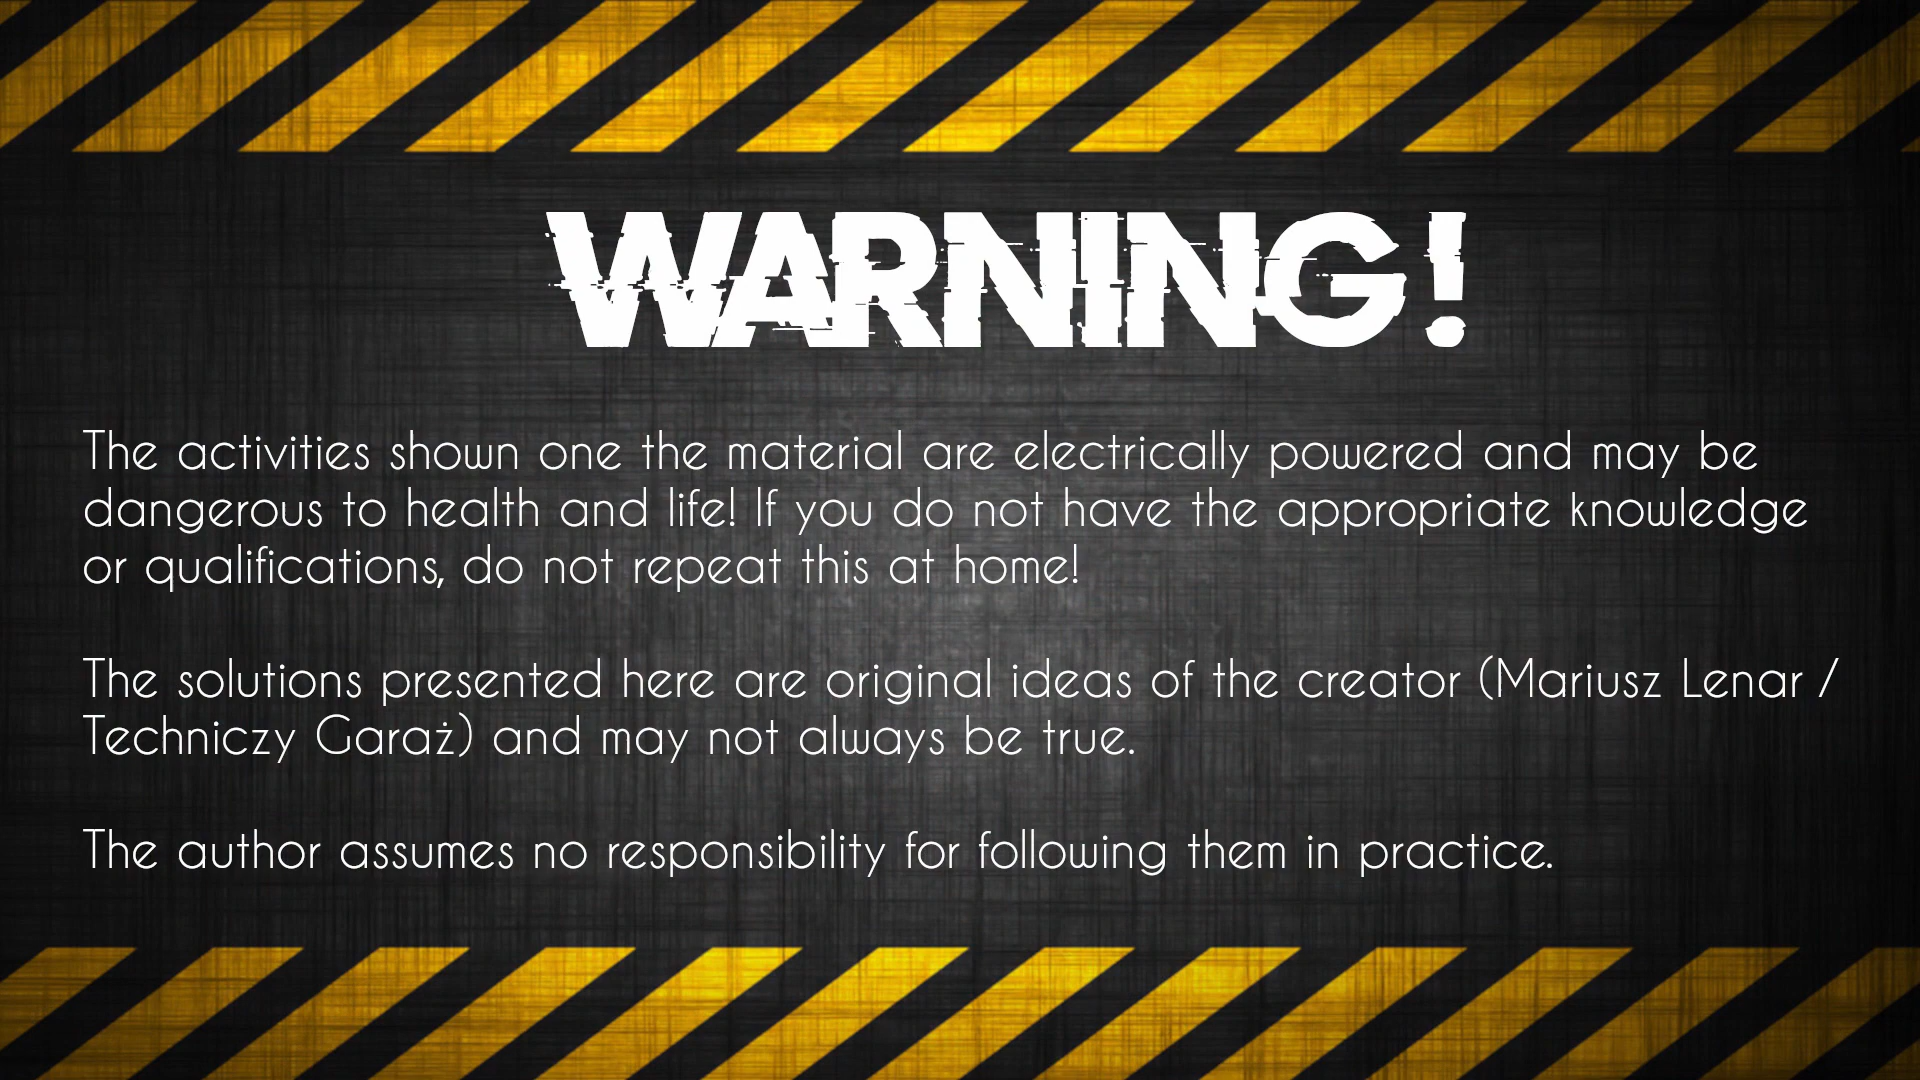 WARNING!
The activities shown one the material are electrically powered and may be
dangerous to health and life! If you do not have the appropriate knowledge
or qualifications, do not repeat this at home!
The solutions presented here are original ideas of the creator (Mariusz Lenar /
Techniczy Garaż) and may not always be true.
The author assumes no responsibility for following them in practice.